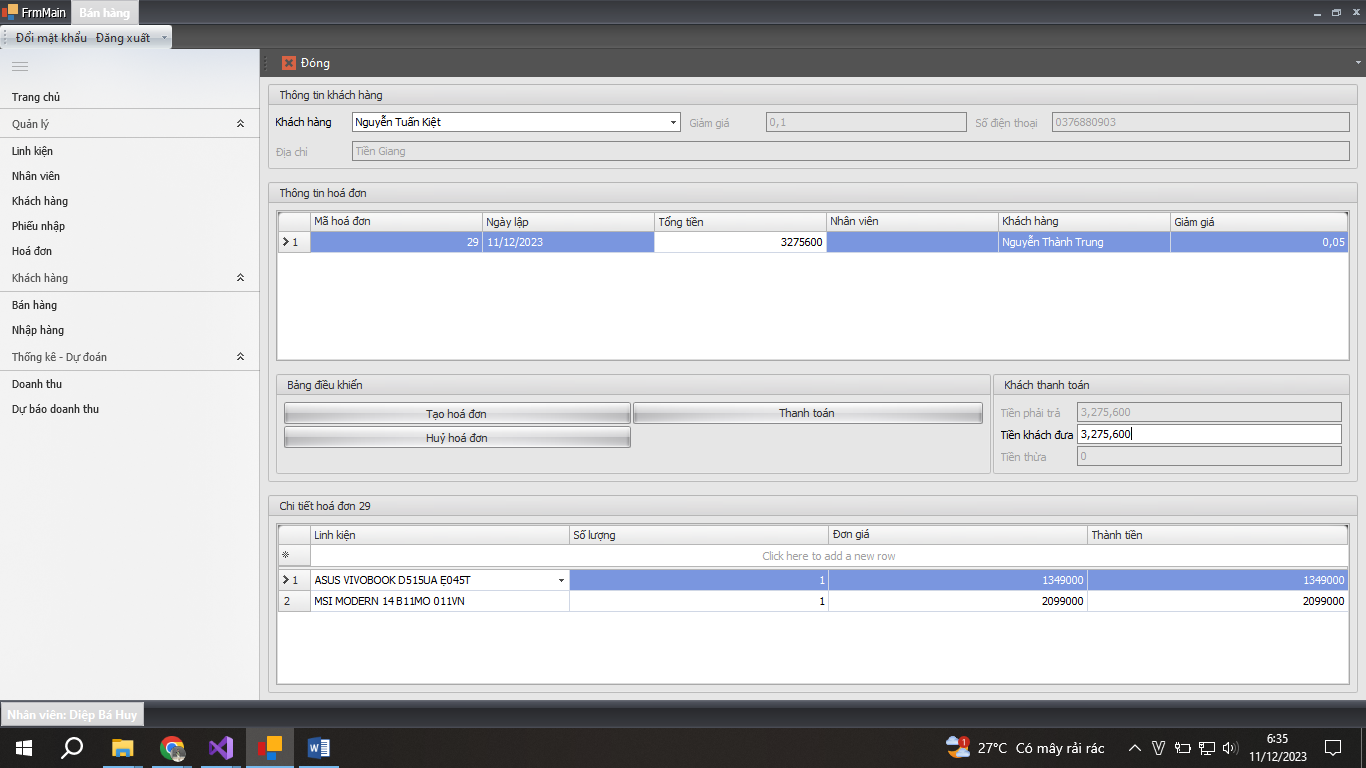 FrmMain Bán hàng
Đổi mật khẩu Đăng xuất
Đóng
Trang chủ
Quản lý
Linh kiện
Nhân viên
Khách hàng
Phiếu nhập
Hoá đơn
Khách hàng
Bán hàng
Nhập hàng
Thống kê - Dự đoán
Doanh thu
Dự báo doanh thu
Thông tin khách hàng
Khách hàng Nguyễn Tuấn Kiệt Giảm giá 0,1 Số điện thoại 0376880903
Địa chỉ Tiền Giang
Thông tin hoá đơn
Mã hoá đơn Ngày lập Tổng tiền Nhân viên Khách hàng Giảm giá
1 29 11/12/2023 3275600 Nguyễn Thành Trung 0,05
Bảng điều khiển
Tạo hoá đơn Thanh toán
Huỷ hoá đơn
Khách thanh toán
Tiền phải trả 3,275,600
Tiền khách đưa 3,275,600
Tiền thừa 0
Chi tiết hoá đơn 29
Linh kiện Số lượng Đơn giá Thành tiền
Click here to add a new row
1 ASUS VIVOBOOK D515UA EJ045T 1 1349000 1349000
2 MSI MODERN 14 B11MO 011VN 1 2099000 2099000
Nhân viên: Diệp Bá Huy
1 27°C Có mây rải rác 6:35
11/12/2023